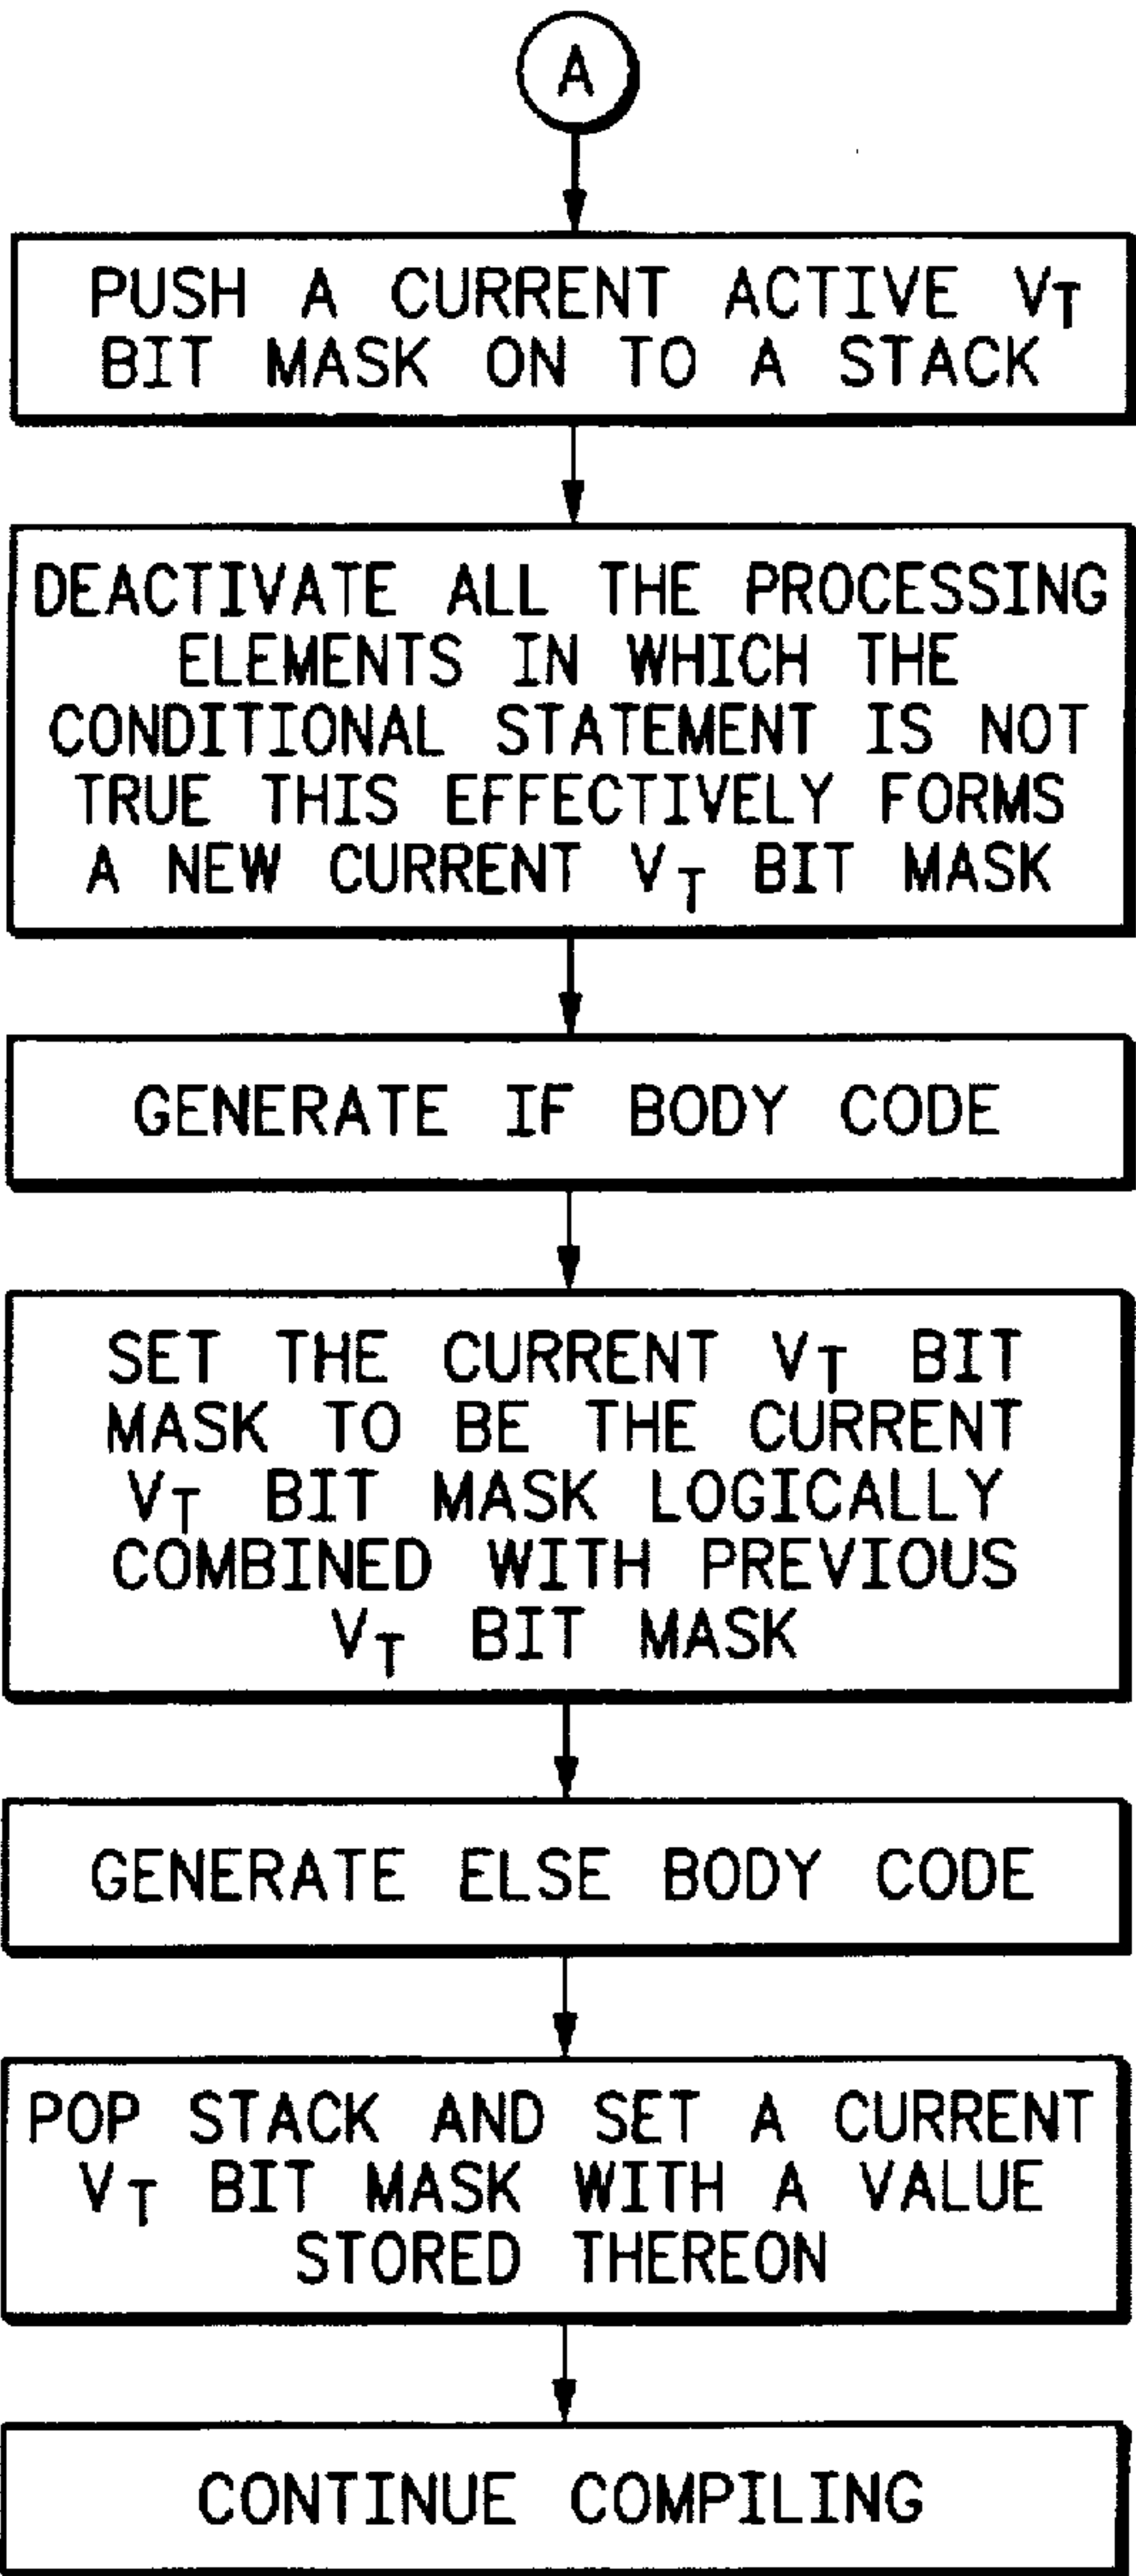 A
PUSH A CURRENT ACTIVE VT
BIT MASK ON TO A STACK
DEACTIVATE ALL THE PROCESSING
ELEMENTS IN WHICH THE
CONDITIONAL STATEMENT IS NOT
TRUE THIS EFFECTIVELY FORMS
A NEW CURRENT VT BIT MASK
GENERATE IF BODY CODE
SET THE CURRENT VT BIT
MASK TO BE THE CURRENT
VT BIT MASK LOGICALLY
COMBINED WITH PREVIOUS
VT BIT MASK
GENERATE ELSE BODY CODE
POP STACK AND SET A CURRENT
VT BIT MASK WITH A VALUE
STORED THEREON
CONTINUE COMPILING